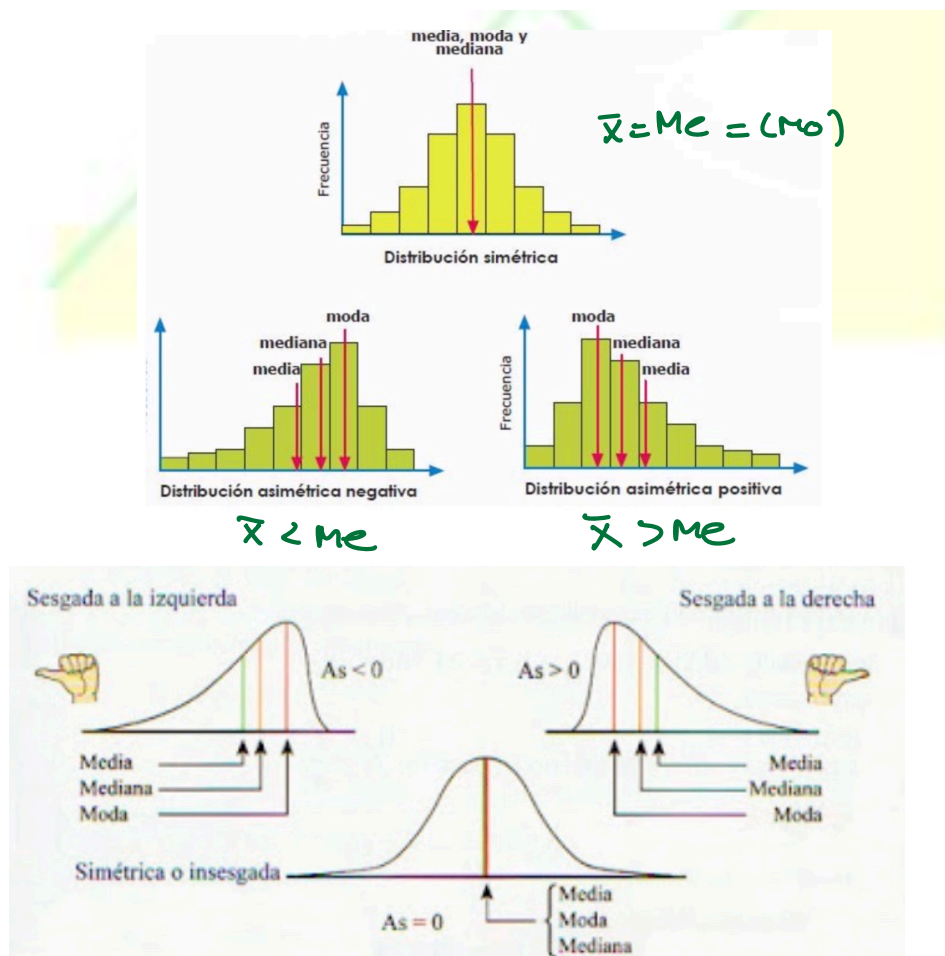 media, moda y
mediana
x̄ = Me = (Mo)
Frecuencia
Distribución simétrica
moda
mediana
media
Distribución asimétrica negativa
moda
mediana
media
Frecuencia
Distribución asimétrica positiva
x̄ < Me
x̄ > Me
Sesgada a la izquierda
Sesgada a la derecha
As < 0
As > 0
Media
Mediana
Moda
Media
Mediana
Moda
Simétrica o insesgada
As = 0
Media
Moda
Mediana